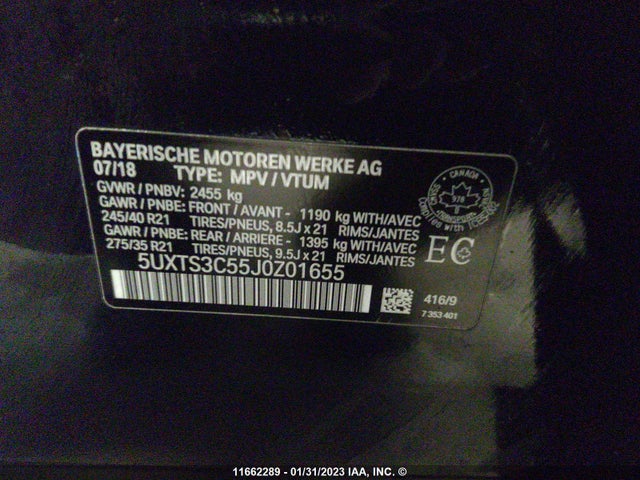 BAYERISCHE MOTOREN WERKE AG
07/18 TYPE: MPV / VTUM
GVWR / PNBV: 2455 kg
GAWR / PNBE: FRONT / AVANT - 1190 kg WITH/AVEC
245/40 R21 TIRES/PNEUS, 8.5J x 21 RIMS/JANTES
GAWR / PNBE: REAR / ARRIERE - 1395 kg WITH/AVEC
275/35 R21 TIRES/PNEUS, 9.5J x 21 RIMS/JANTES
5UXTS3C55J0Z01655
CANADA
978
EC
416/9
7 353 401
11662289 - 01/31/2023 IAA, INC. ©